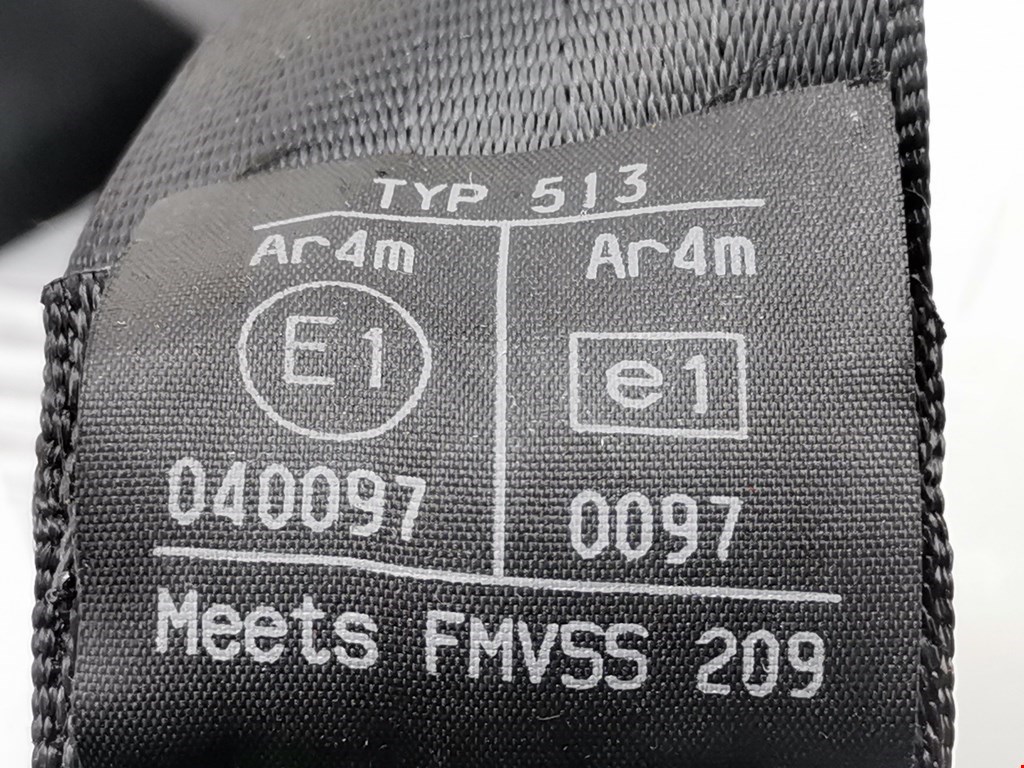 TYP 513
Ar4m Ar4m
E1 e1
040097 0097
Meets FMVSS 209